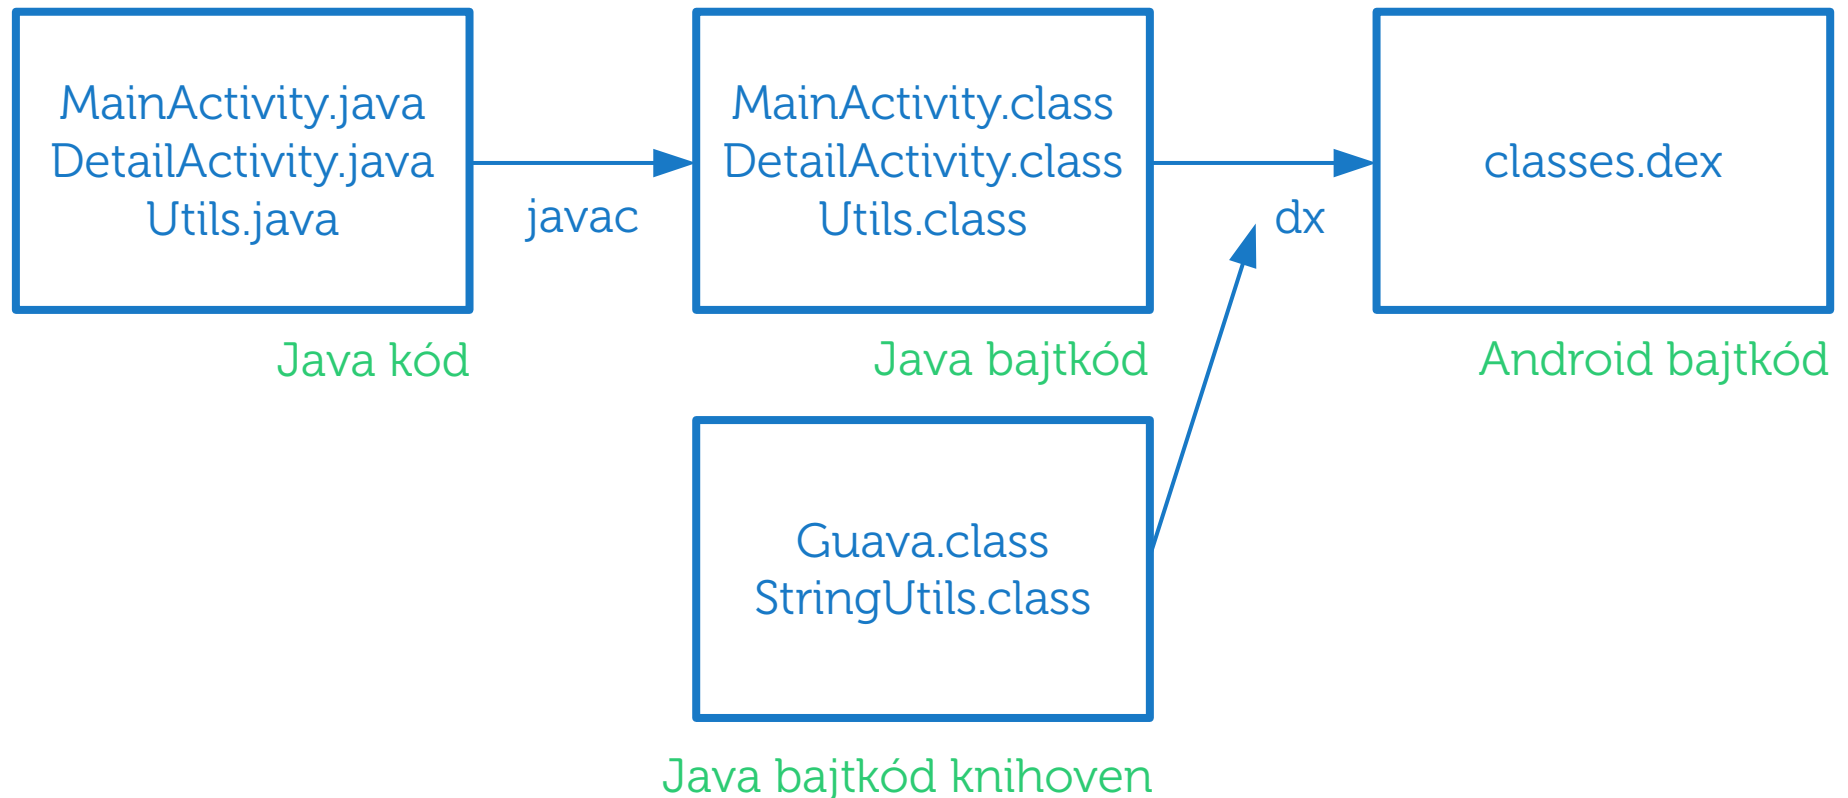 MainActivity.java
DetailActivity.java
Utils.java
javac
MainActivity.class
DetailActivity.class
Utils.class
dx
classes.dex
Java kód
Java bajtkód
Android bajtkód
Guava.class
StringUtils.class
Java bajtkód knihoven